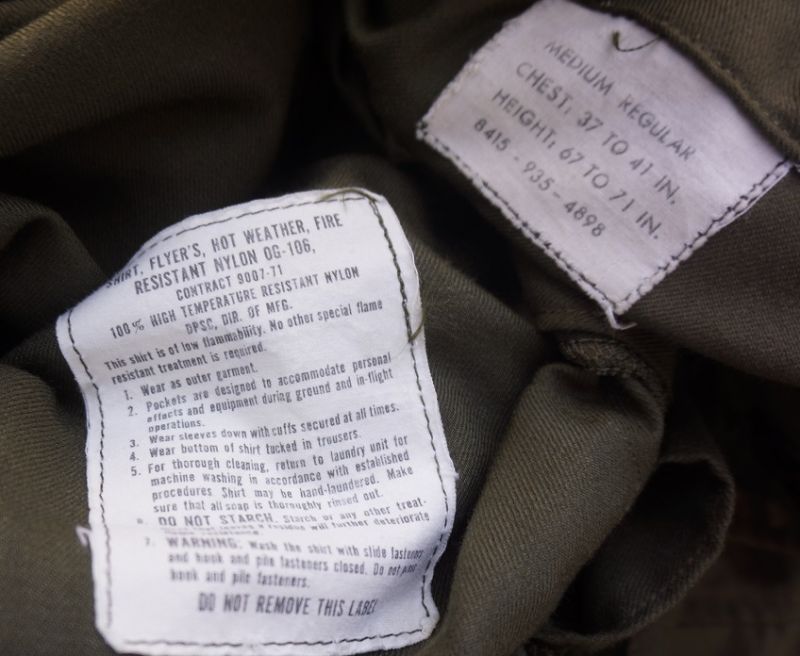 MEDIUM REGULAR
CHEST: 37 TO 41 IN.
HEIGHT: 67 TO 71 IN.
8415 - 935 - 4898
SHIRT, FLYER'S, HOT WEATHER, FIRE
RESISTANT NYLON OG-106,
CONTRACT 9007-71
100% HIGH TEMPERATURE RESISTANT NYLON
DPSC, DIR. OF MFG.
This shirt is of low flammability. No other special flame
resistant treatment is required.
1. Wear as outer garment.
2. Pockets are designed to accommodate personal
effects and equipment during ground and in-flight
operations.
3. Wear sleeves down with cuffs secured at all times.
4. Wear bottom of shirt tucked in trousers.
5. For thorough cleaning, return to laundry unit for
machine washing in accordance with established
procedures. Shirt may be hand-laundered. Make
sure that all soap is thoroughly rinsed out.
6. DO NOT STARCH. Starch or any other treat-
will further deteriorate
7. WARNING. Wash the shirt with slide fasteners
and hook and pile fasteners closed. Do not
hook and pile fasteners.
DO NOT REMOVE THIS LABEL